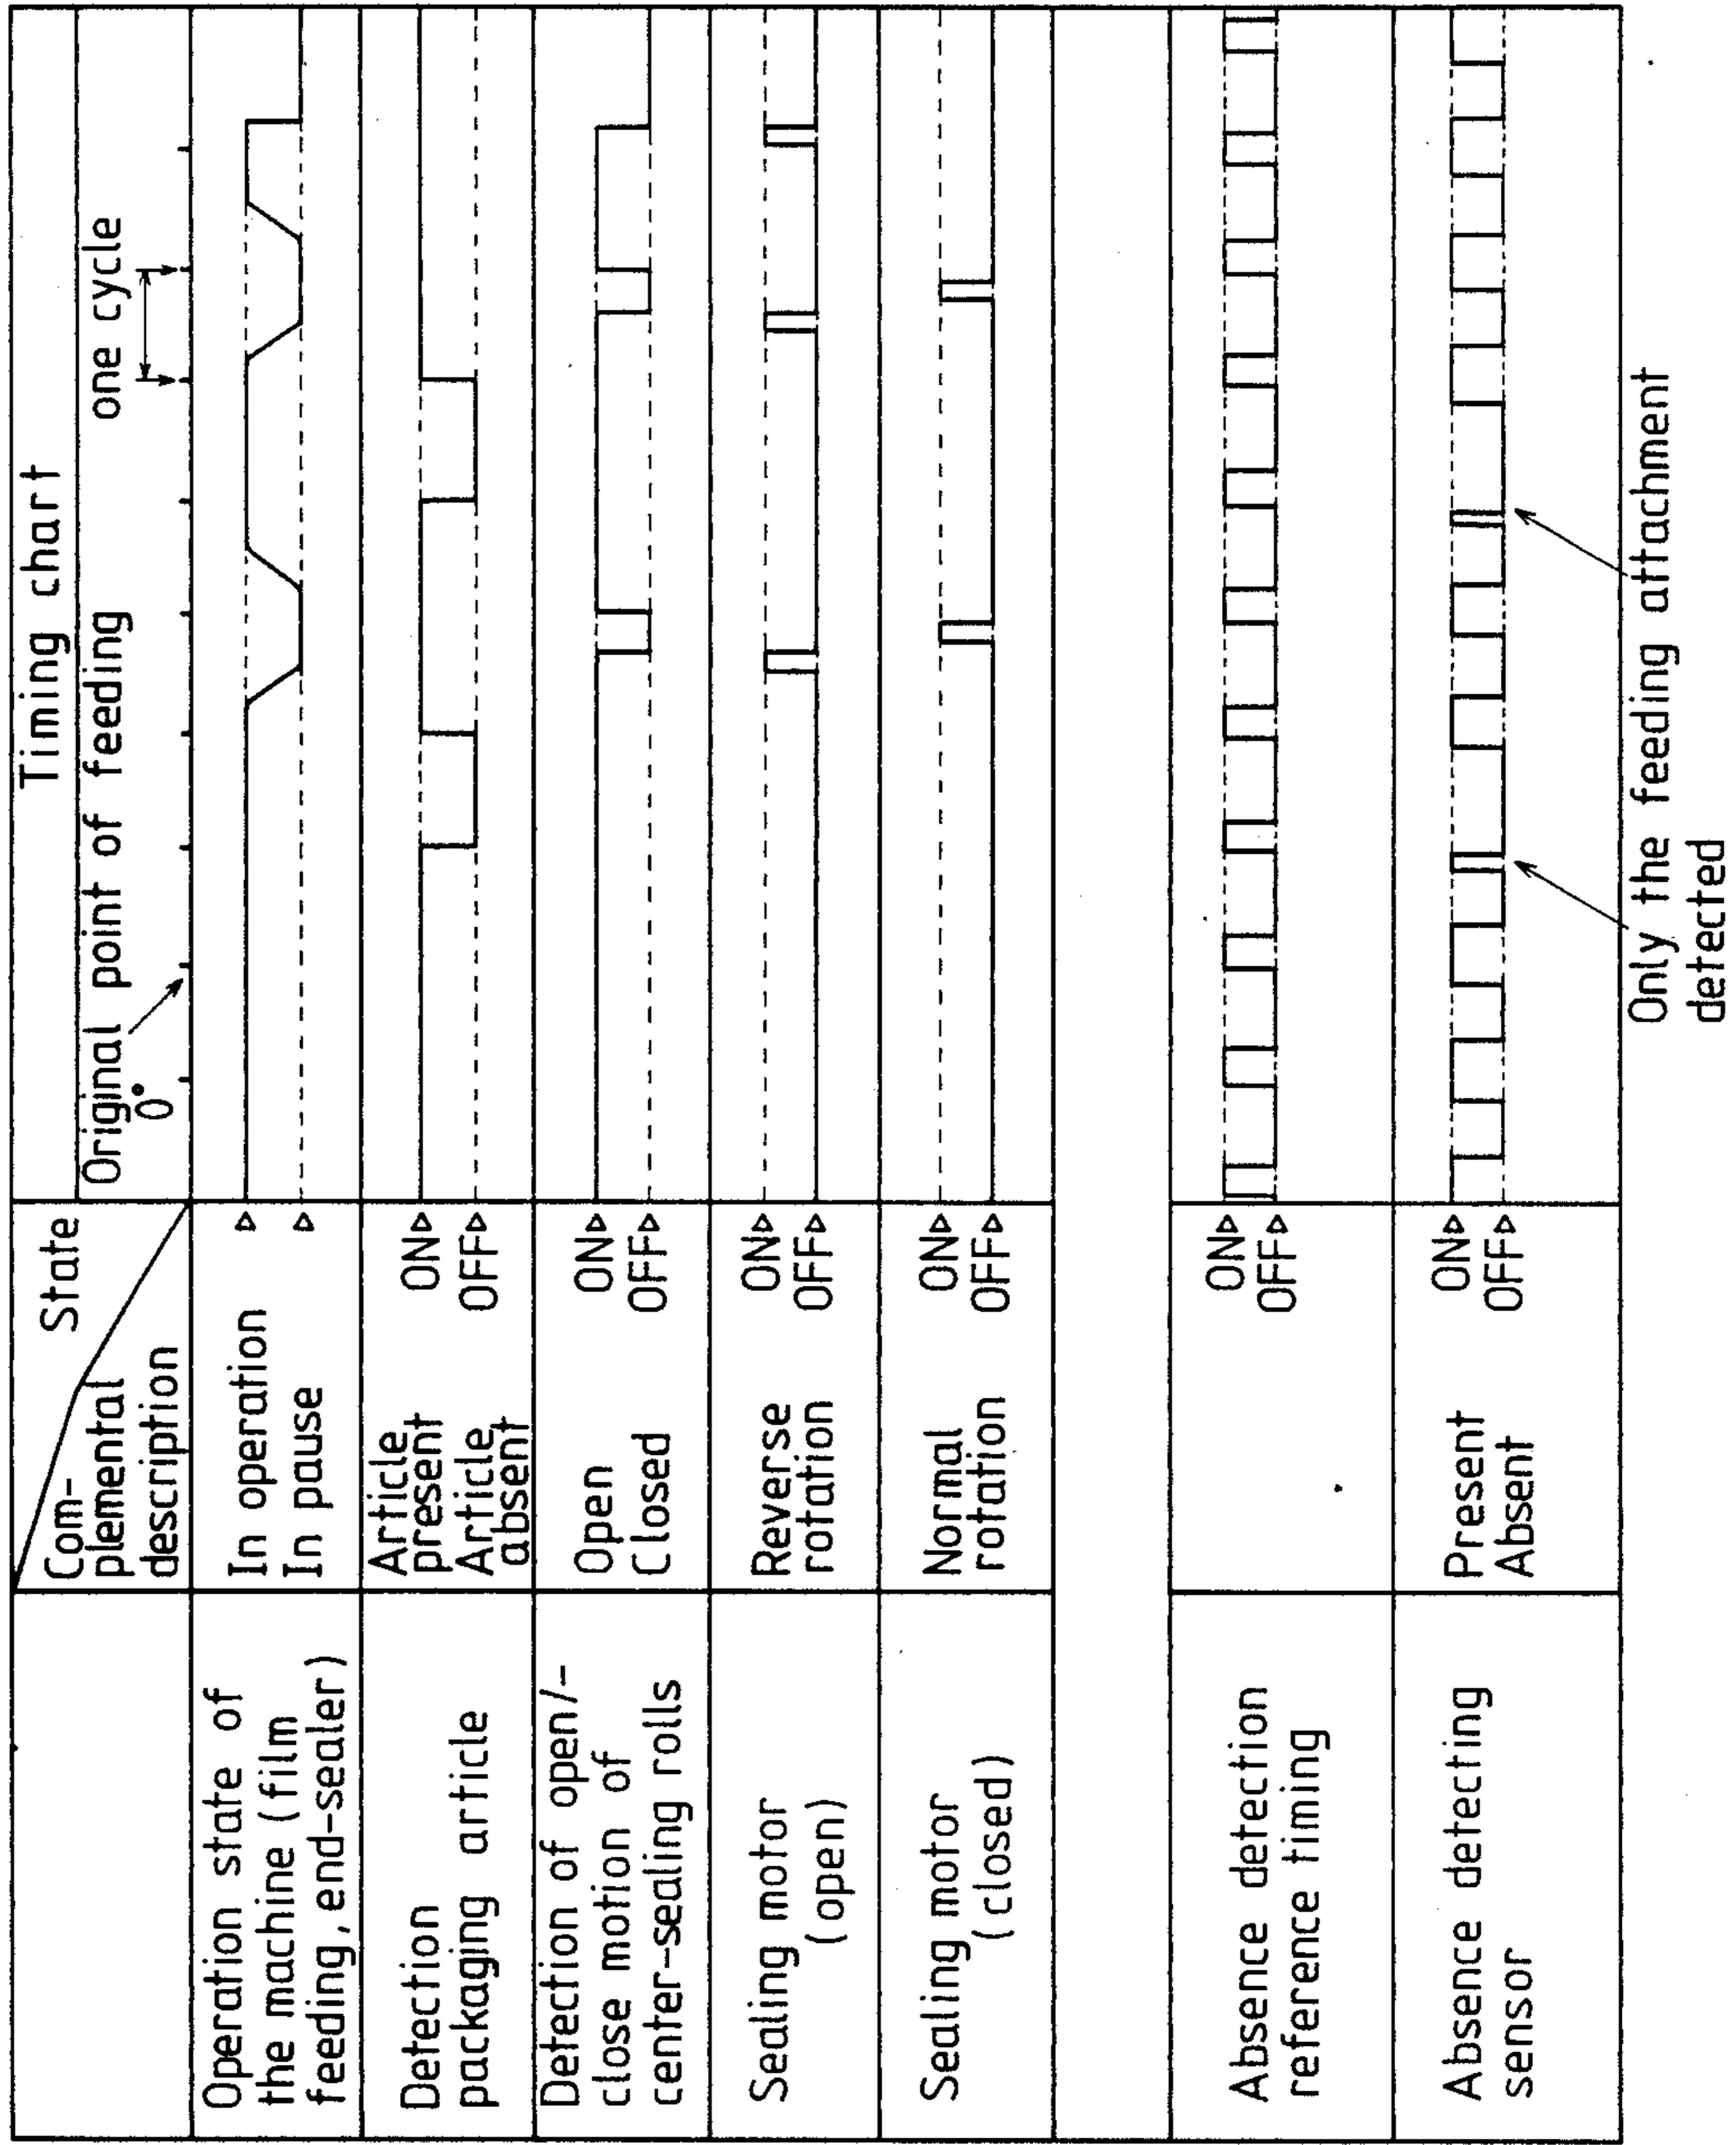 Timing chart
State
Com-
plemental
description
Original point of feeding
0°
one cycle
Operation state of
the machine (film
feeding, end-sealer)
In operation
In pause
Detection
packaging article
Article
present
ON
Article
absent
OFF
Detection of open/-
close motion of
center-sealing rolls
Open
ON
Closed
OFF
Sealing motor
(open)
Reverse
rotation
ON
OFF
Sealing motor
(closed)
Normal
rotation
ON
OFF
Absence detection
reference timing
ON
OFF
Absence detecting
sensor
Present
ON
Absent
OFF
Only the feeding attachment
detected